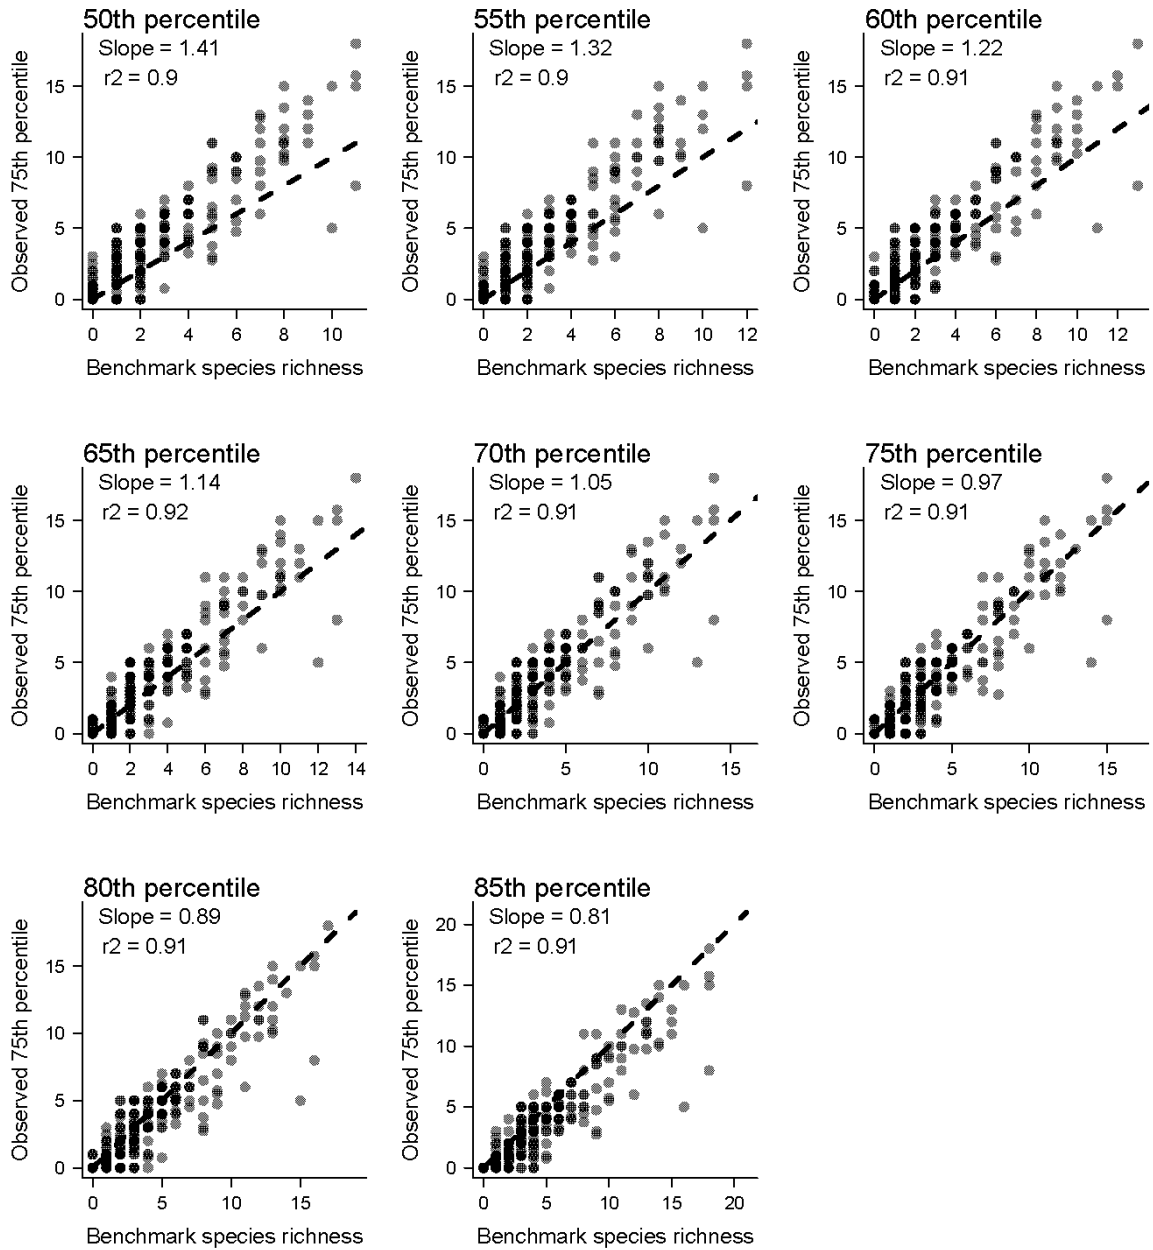 50th percentile
Slope = 1.41
r2 = 0.9
15
10
5
0
Observed 75th percentile
0 2 4 6 8 10
Benchmark species richness
55th percentile
Slope = 1.32
r2 = 0.9
15
10
5
0
Observed 75th percentile
0 2 4 6 8 10 12
Benchmark species richness
60th percentile
Slope = 1.22
r2 = 0.91
15
10
5
0
Observed 75th percentile
0 2 4 6 8 10 12
Benchmark species richness
65th percentile
Slope = 1.14
r2 = 0.92
15
10
5
0
Observed 75th percentile
0 2 4 6 8 10 12 14
Benchmark species richness
70th percentile
Slope = 1.05
r2 = 0.91
15
10
5
0
Observed 75th percentile
0 5 10 15
Benchmark species richness
75th percentile
Slope = 0.97
r2 = 0.91
15
10
5
0
Observed 75th percentile
0 5 10 15
Benchmark species richness
80th percentile
Slope = 0.89
r2 = 0.91
15
10
5
0
Observed 75th percentile
0 5 10 15
Benchmark species richness
85th percentile
Slope = 0.81
r2 = 0.91
20
15
10
5
0
Observed 75th percentile
0 5 10 15 20
Benchmark species richness